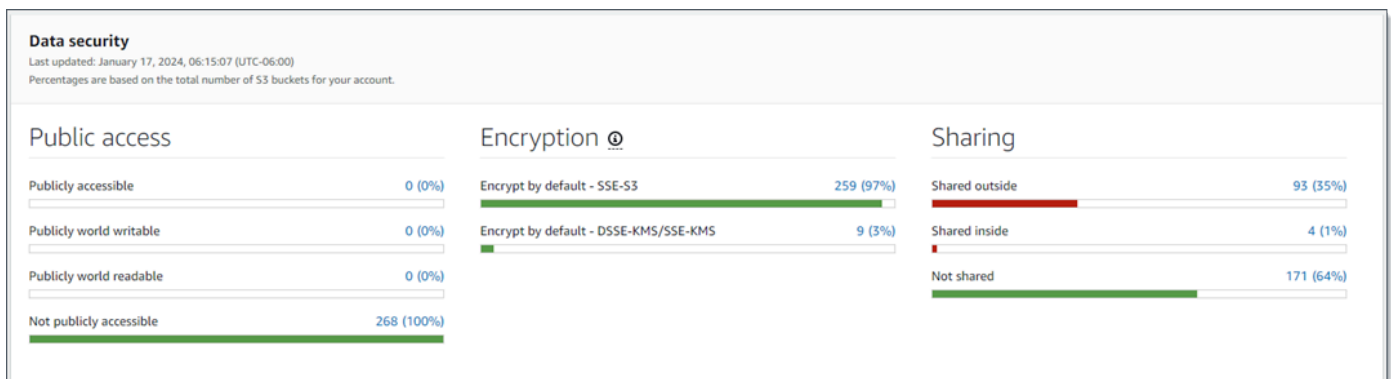 Data security
Last updated: January 17, 2024, 06:15:07 (UTC-06:00)
Percentages are based on the total number of S3 buckets for your account.
Public access
Publicly accessible 0 (0%)
Publicly world writable 0 (0%)
Publicly world readable 0 (0%)
Not publicly accessible 268 (100%)
Encryption
Encrypt by default - SSE-S3 259 (97%)
Encrypt by default - DSSE-KMS/SSE-KMS 9 (3%)
Sharing
Shared outside 93 (35%)
Shared inside 4 (1%)
Not shared 171 (64%)